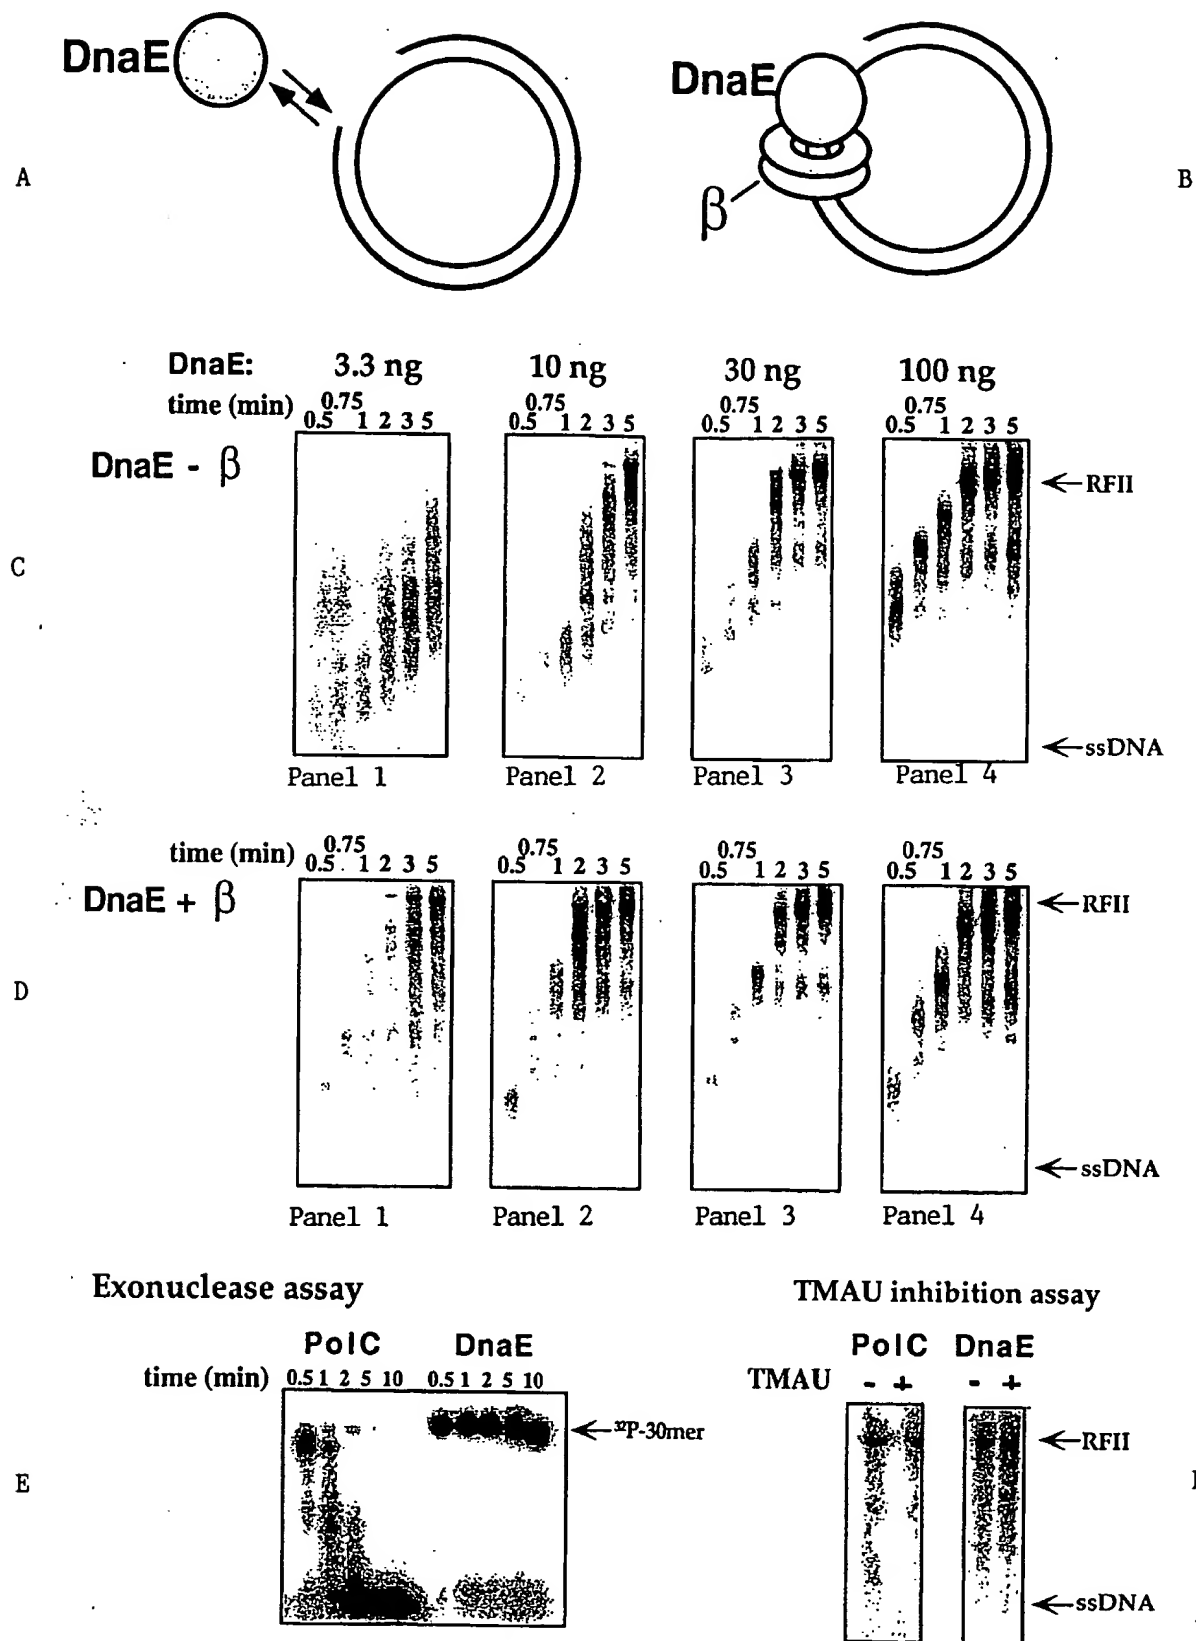 DnaE
DnaE
A
β
B
DnaE: 3.3 ng 10 ng 30 ng 100 ng
time (min) 0.5 0.75 1 2 3 5 0.5 0.75 1 2 3 5 0.5 0.75 1 2 3 5 0.5 0.75 1 2 3 5
DnaE - β
RFII
C
ssDNA
Panel 1 Panel 2 Panel 3 Panel 4
time (min) 0.5 0.75 1 2 3 5 0.5 0.75 1 2 3 5 0.5 0.75 1 2 3 5 0.5 0.75 1 2 3 5
DnaE + β
RFII
D
ssDNA
Panel 1 Panel 2 Panel 3 Panel 4
Exonuclease assay
TMAU inhibition assay
PolC DnaE
time (min) 0.5 1 2 5 10 0.5 1 2 5 10
³²P-30mer
E
PolC DnaE
TMAU - + - +
RFII
ssDNA